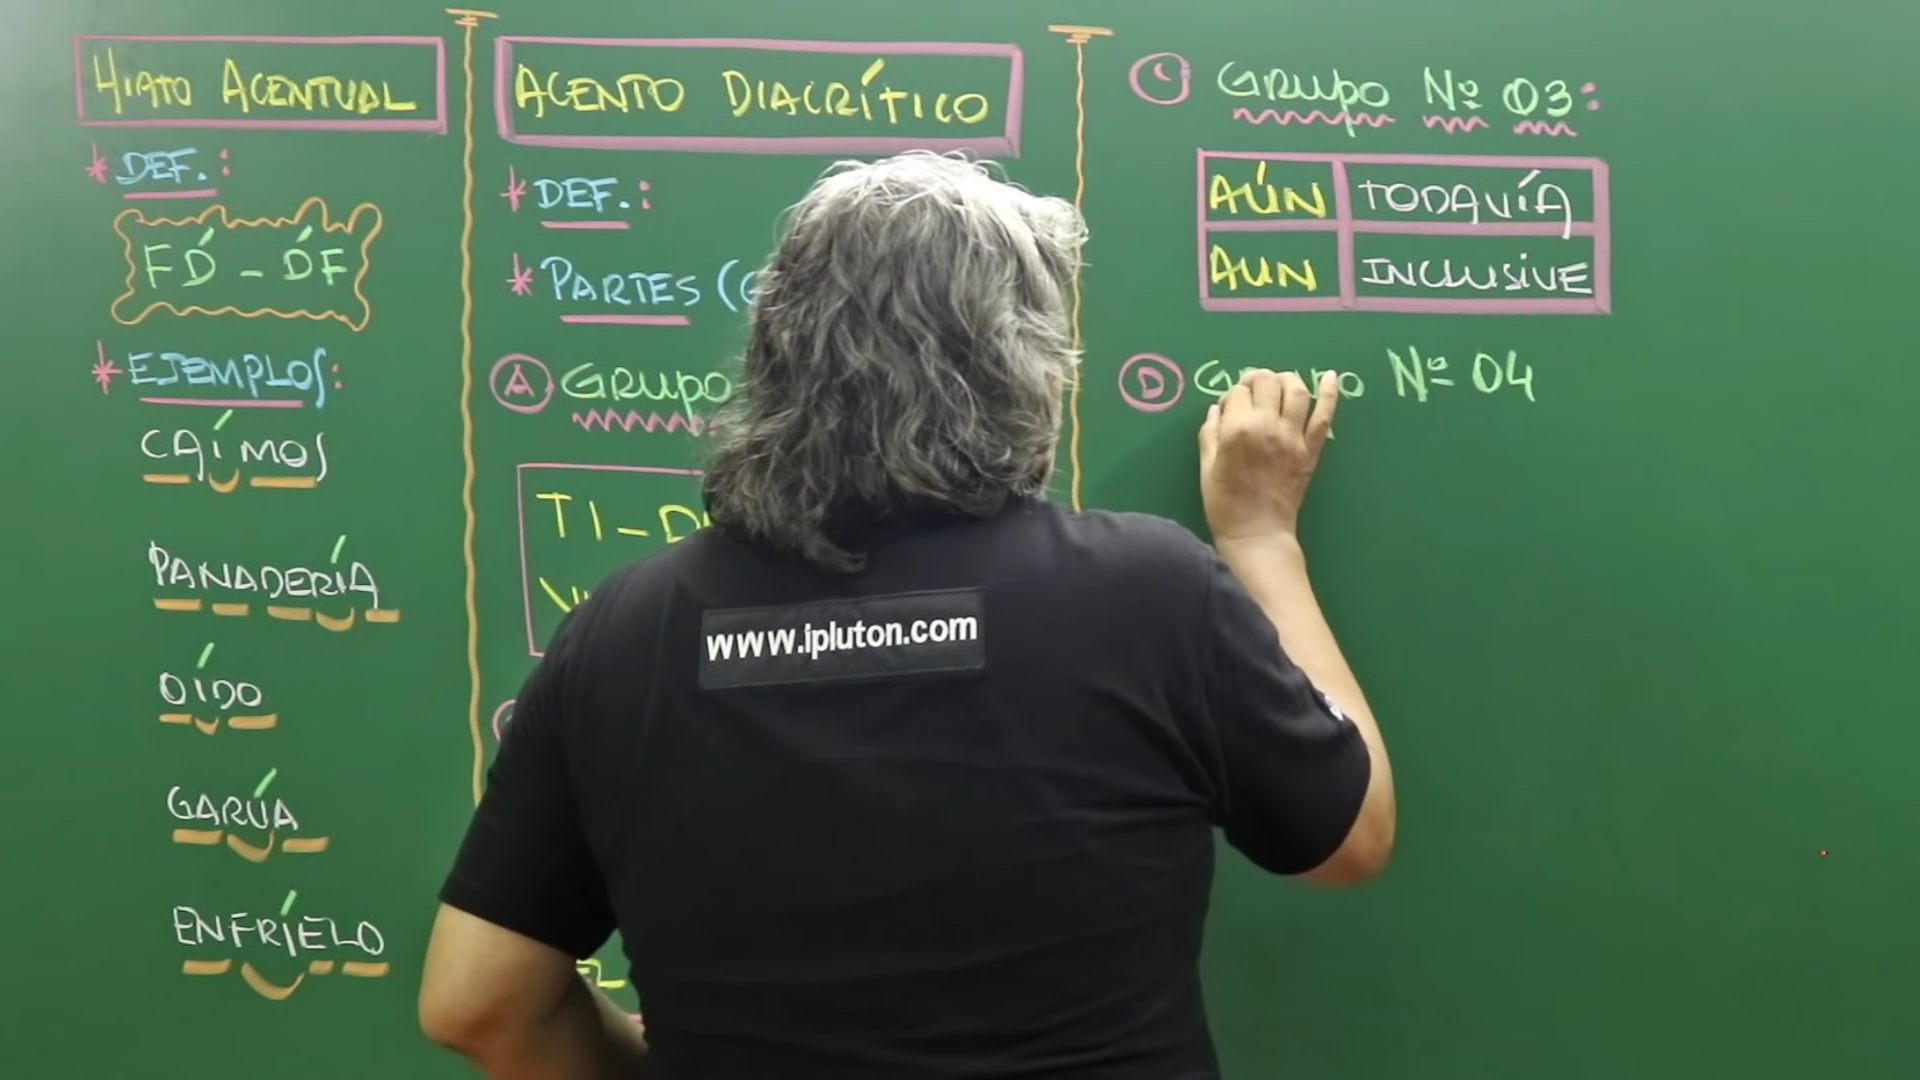 HIATO ACENTUAL
* DEF.:
FD́ - D́F
* EJEMPLOS:
CAÍMOS
PANADERÍA
OÍDO
GARÚA
ENFRÍELO
ACENTO DIACRÍTICO
* DEF.:
* PARTES (
A GRUPO
TI - D
C GRUPO Nº 03:
AÚN TODAVÍA
AUN INCLUSIVE
D GRUPO Nº 04
www.ipluton.com